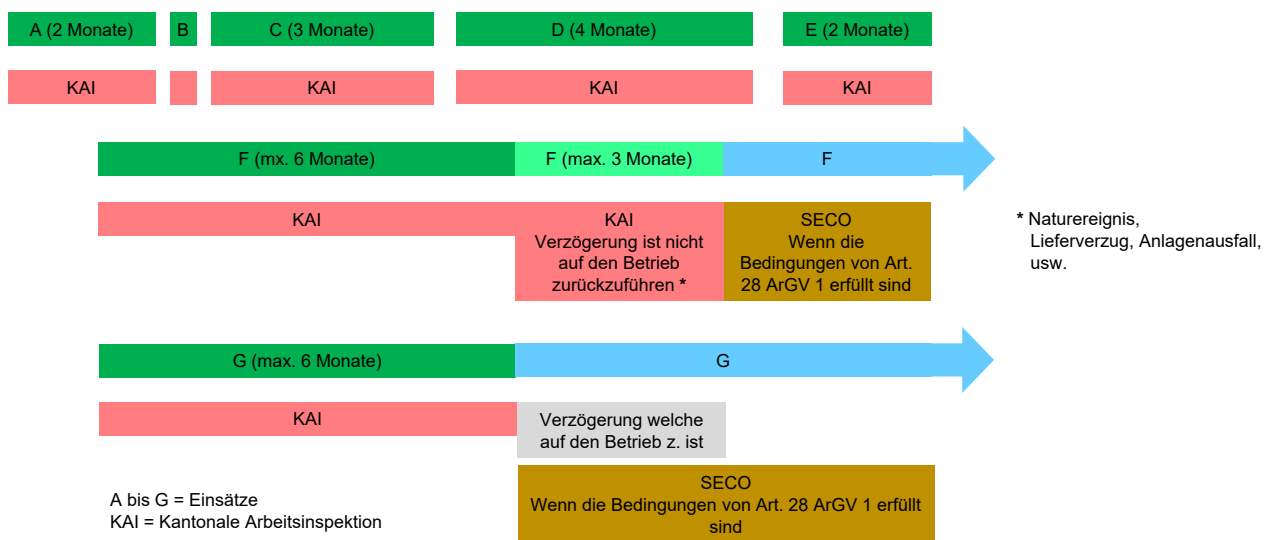 A (2 Monate)
B
C (3 Monate)
D (4 Monate)
E (2 Monate)
KAI
KAI
KAI
KAI
F (mx. 6 Monate)
F (max. 3 Monate)
F
KAI
KAI
Verzögerung ist nicht
auf den Betrieb
zurückzuführen *
SECO
Wenn die
Bedingungen von Art.
28 ArGV 1 erfüllt sind
* Naturereignis,
Lieferverzug, Anlagenausfall,
usw.
G (max. 6 Monate)
G
KAI
Verzögerung welche
auf den Betrieb z. ist
SECO
Wenn die Bedingungen von Art. 28 ArGV 1 erfüllt
sind
A bis G = Einsätze
KAI = Kantonale Arbeitsinspektion